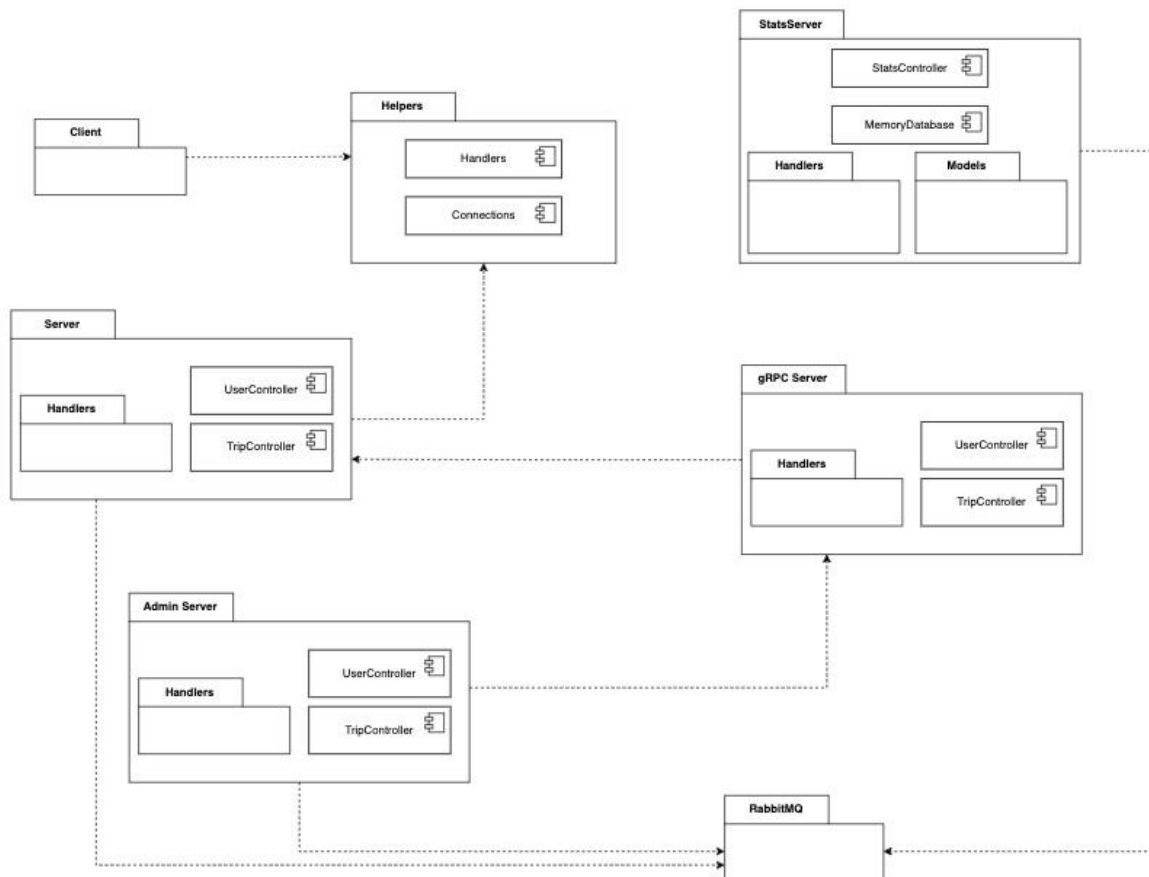 StatsServer
StatsController
MemoryDatabase
Handlers
Models
Helpers
Handlers
Connections
Client
Server
UserController
Handlers
TripController
gRPC Server
UserController
Handlers
TripController
Admin Server
UserController
Handlers
TripController
RabbitMQ